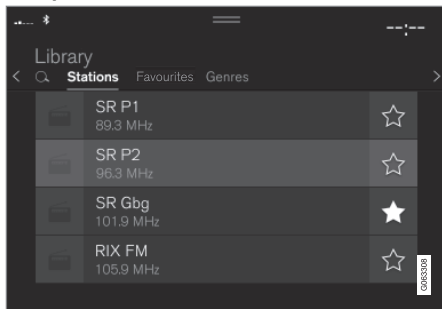 --:--
Library
Stations Favourites Genres
SR P1
89.3 MHz
SR P2
96.3 MHz
SR Gbg
101.9 MHz
RIX FM
105.9 MHz
G063308